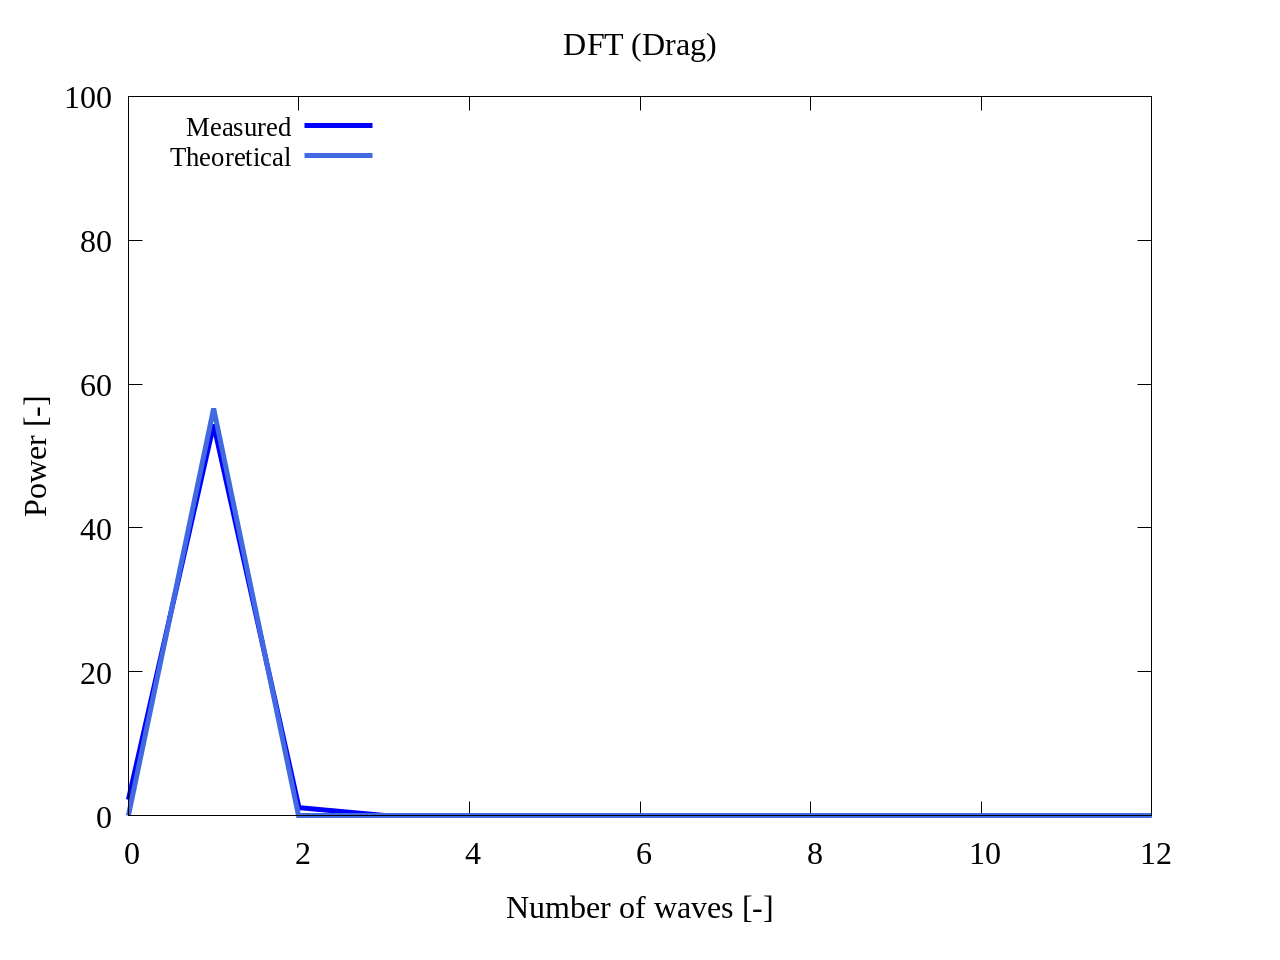 DFT (Drag)
100
80
60
40
20
0
Measured
Theoretical
Power [-]
0 2 4 6 8 10 12
Number of waves [-]